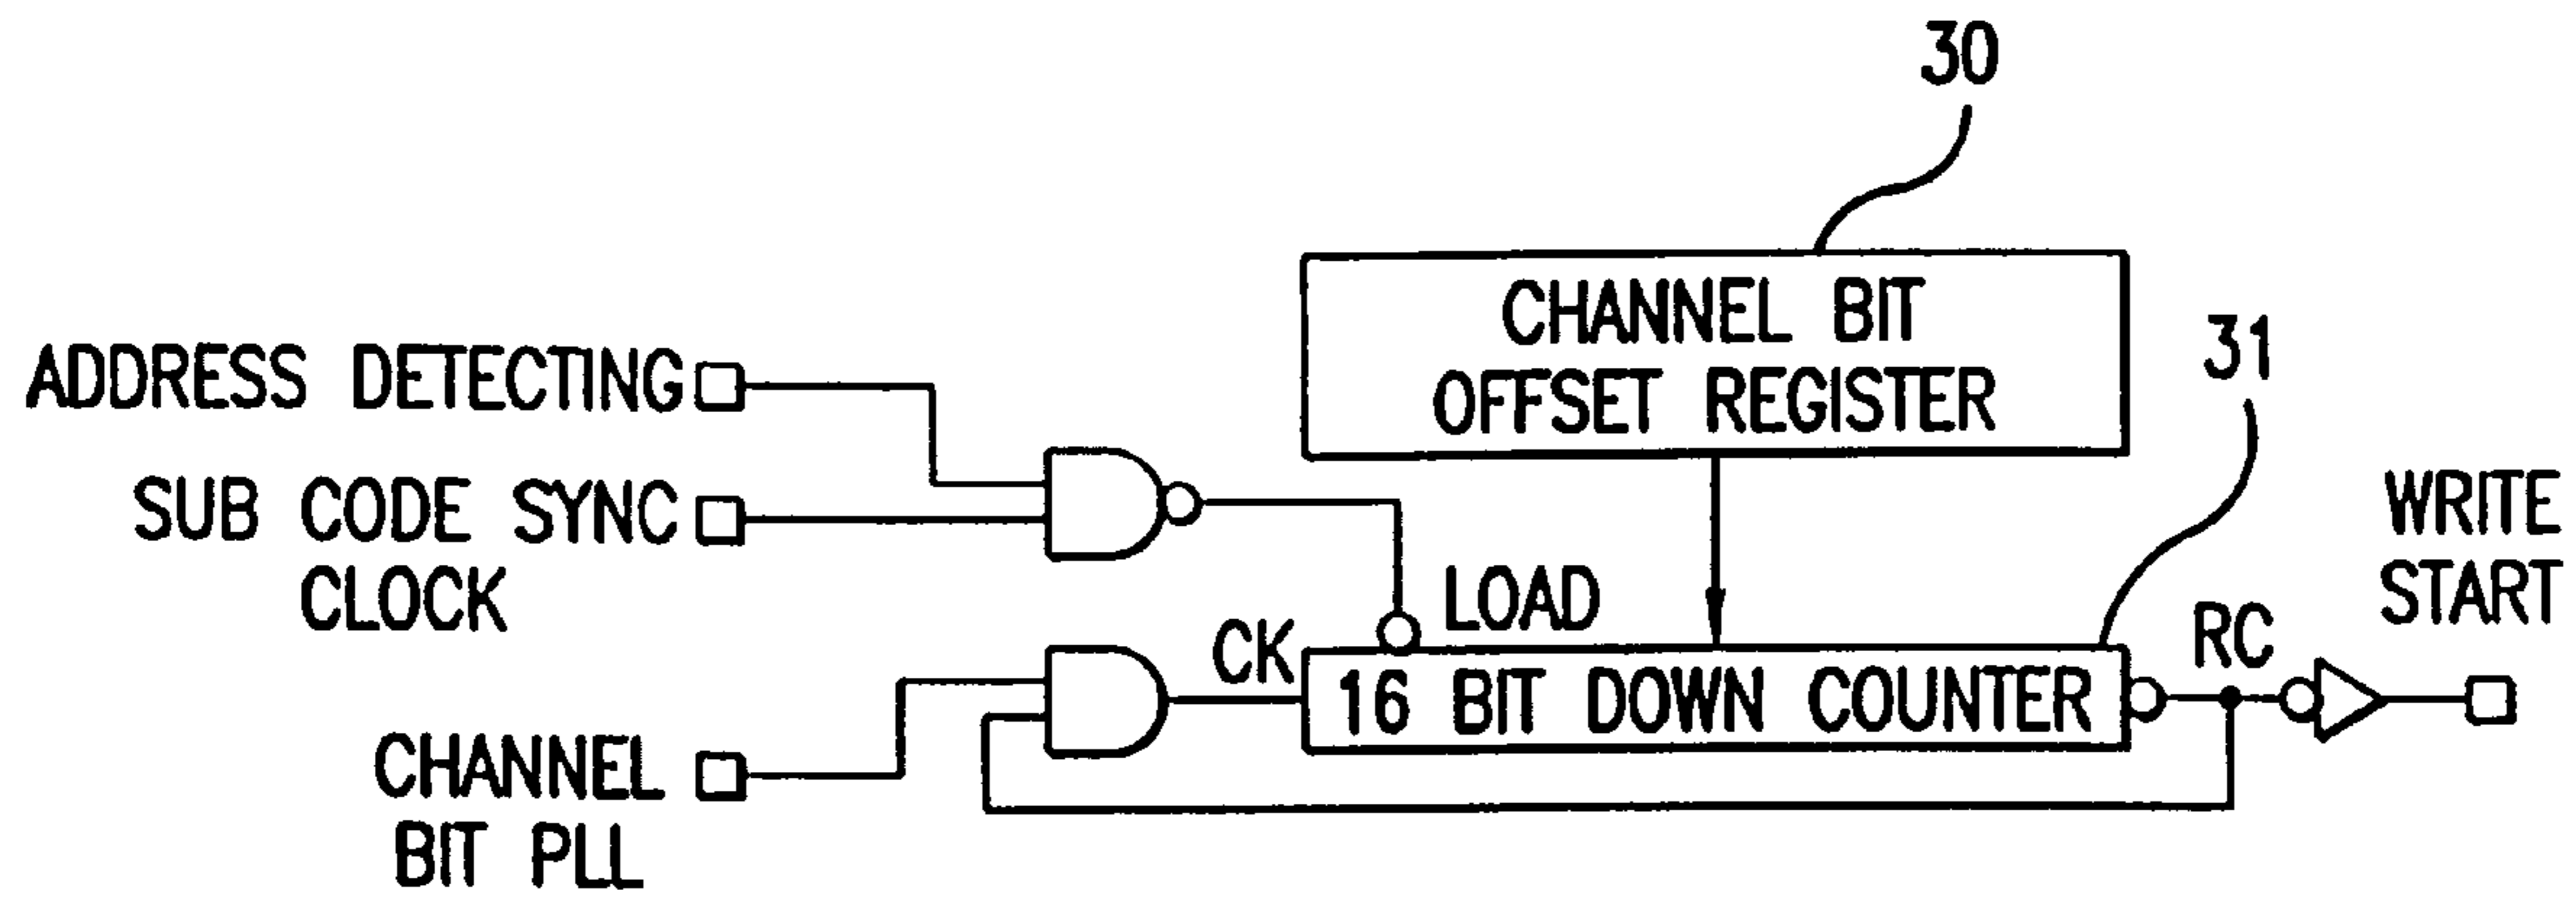 30
CHANNEL BIT
OFFSET REGISTER
31
ADDRESS DETECTING
SUB CODE SYNC
CLOCK
WRITE
START
LOAD
CK
RC
16 BIT DOWN COUNTER
CHANNEL
BIT PLL